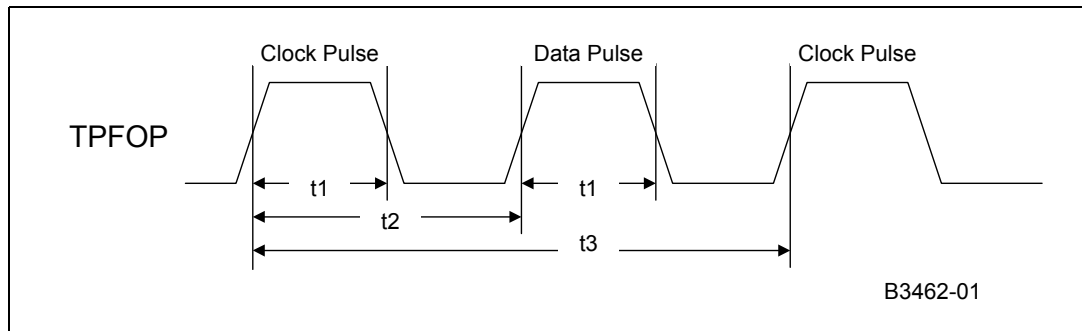 Clock Pulse
Data Pulse
Clock Pulse
TPFOP
t1
t1
t2
t3
B3462-01